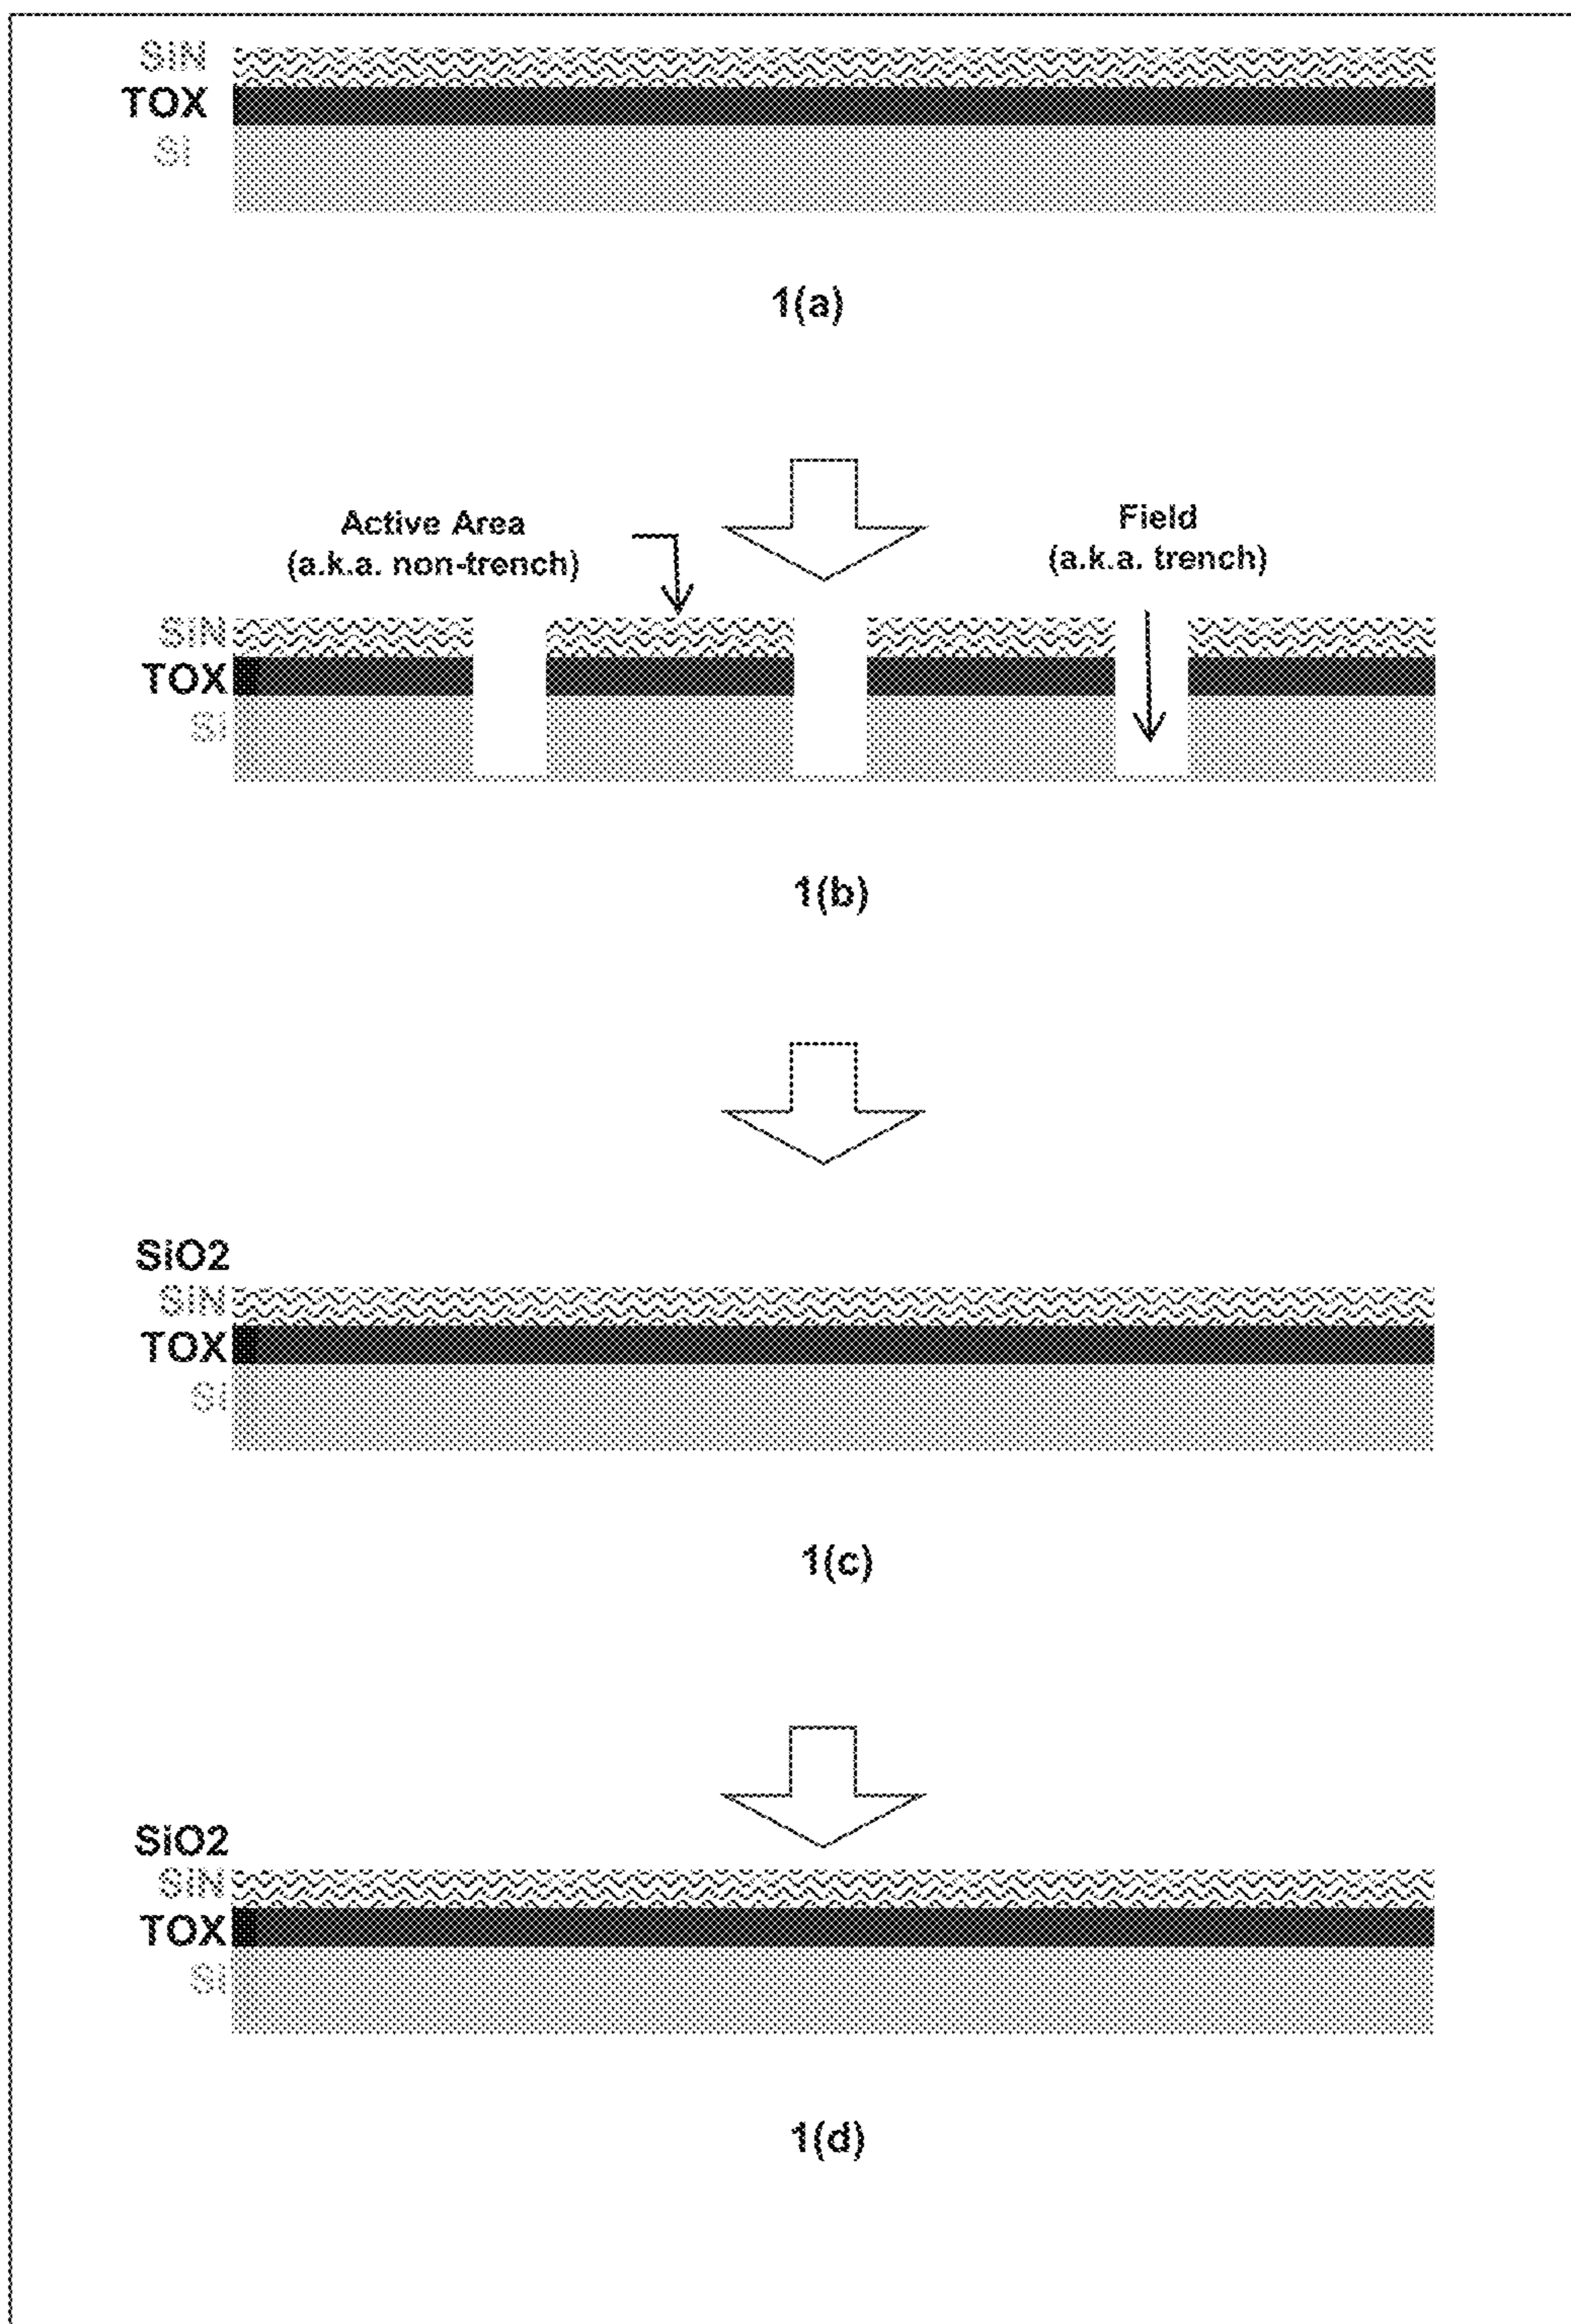 SiN
TOX
Si
1(a)
Active Area
(a.k.a. non-trench)
Field
(a.k.a. trench)
SiN
TOX
Si
1(b)
SiO2
SiN
TOX
Si
1(c)
SiO2
SiN
TOX
Si
1(d)